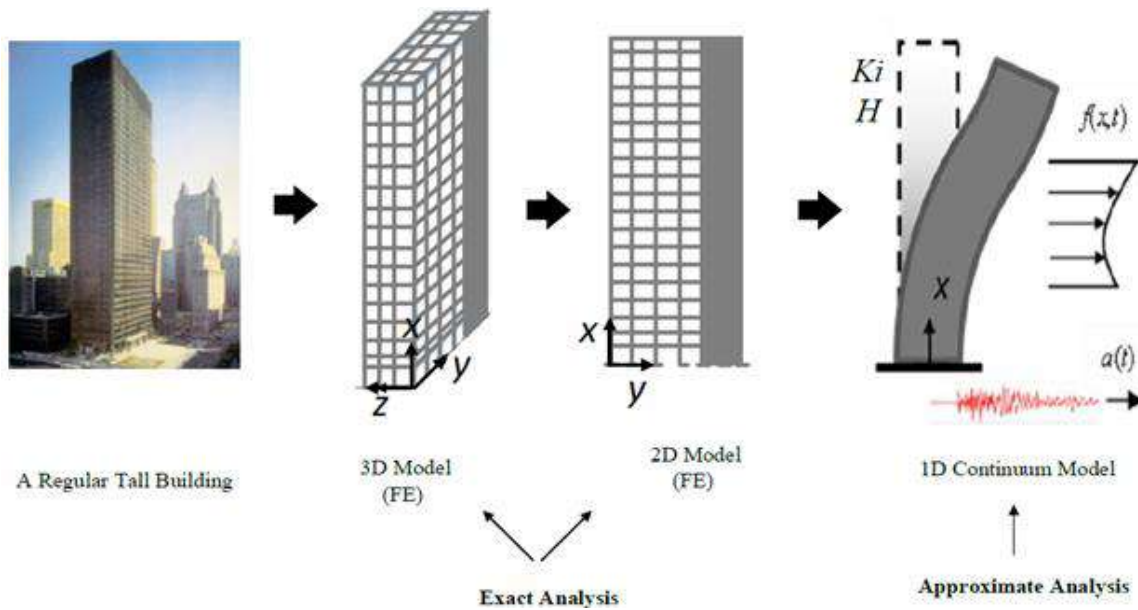 Ki
H
f(x,t)
x
y
z
x
y
X
a(t)
A Regular Tall Building
3D Model
(FE)
2D Model
(FE)
1D Continuum Model
Exact Analysis
Approximate Analysis